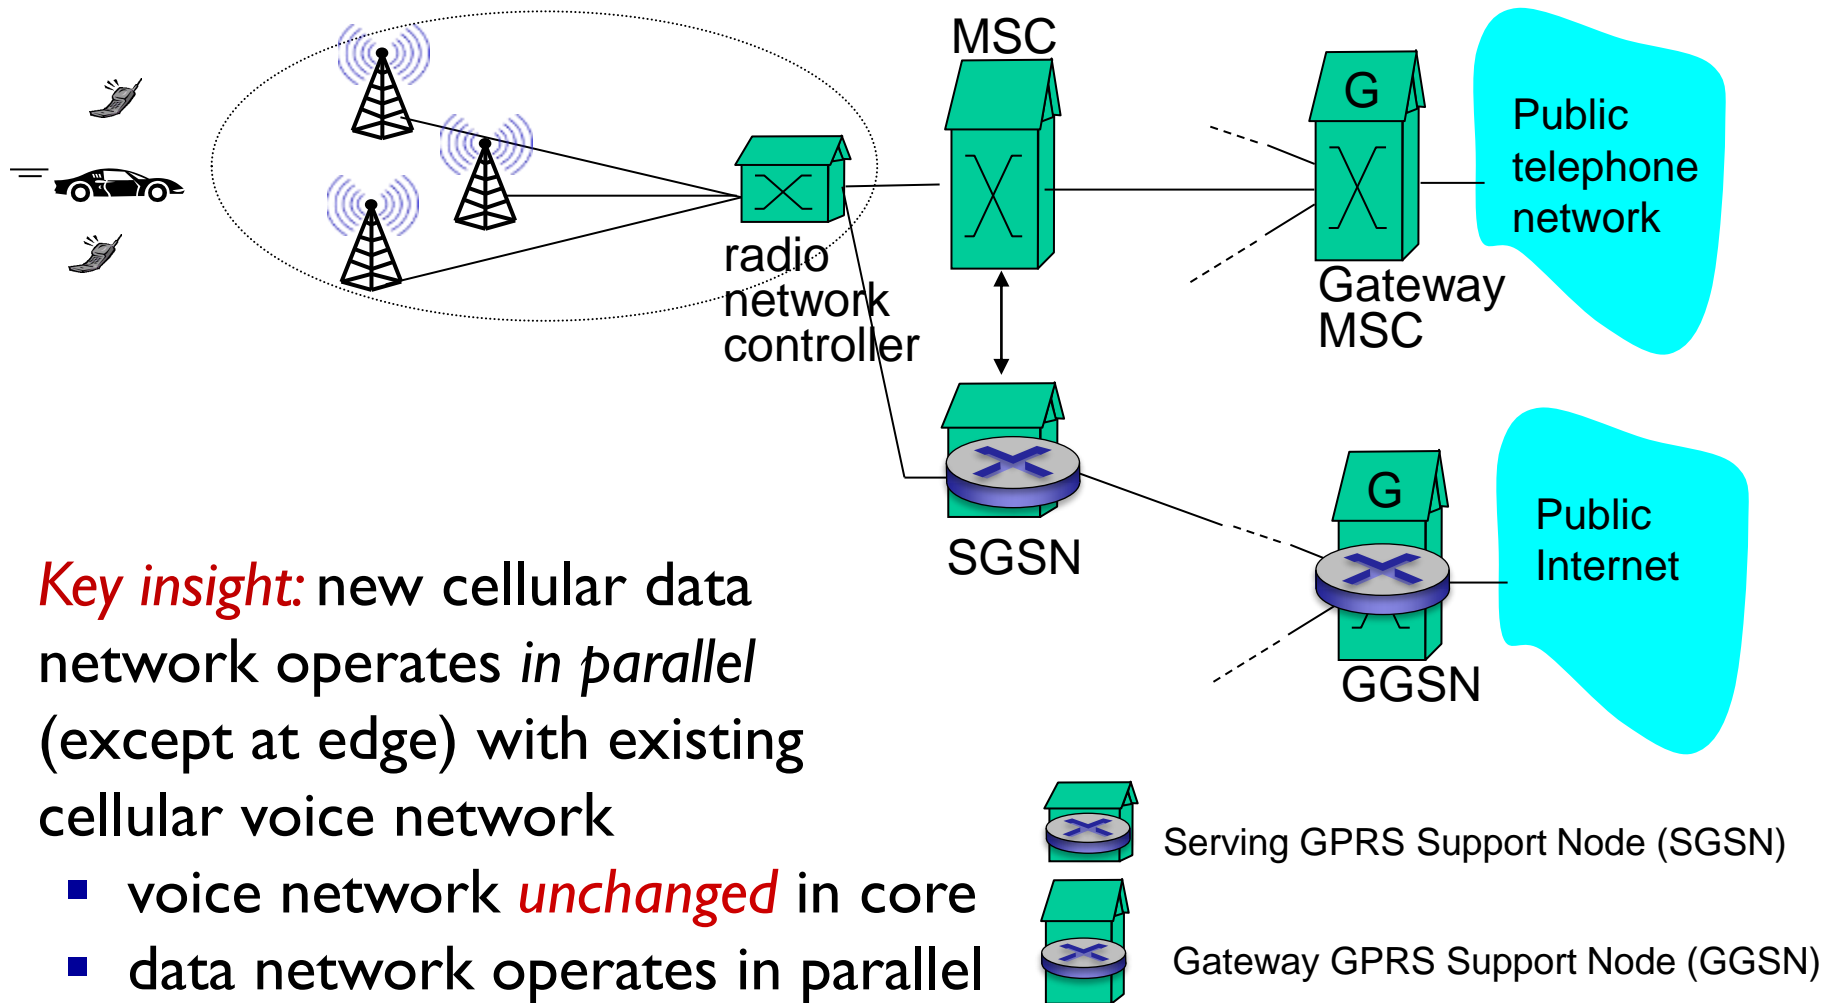 MSC
G
Public
telephone
network
radio
network
controller
Gateway
MSC
G
Public
Internet
SGSN
GGSN
Key insight: new cellular data
network operates in parallel
(except at edge) with existing
cellular voice network
▪ voice network unchanged in core
▪ data network operates in parallel
Serving GPRS Support Node (SGSN)
Gateway GPRS Support Node (GGSN)